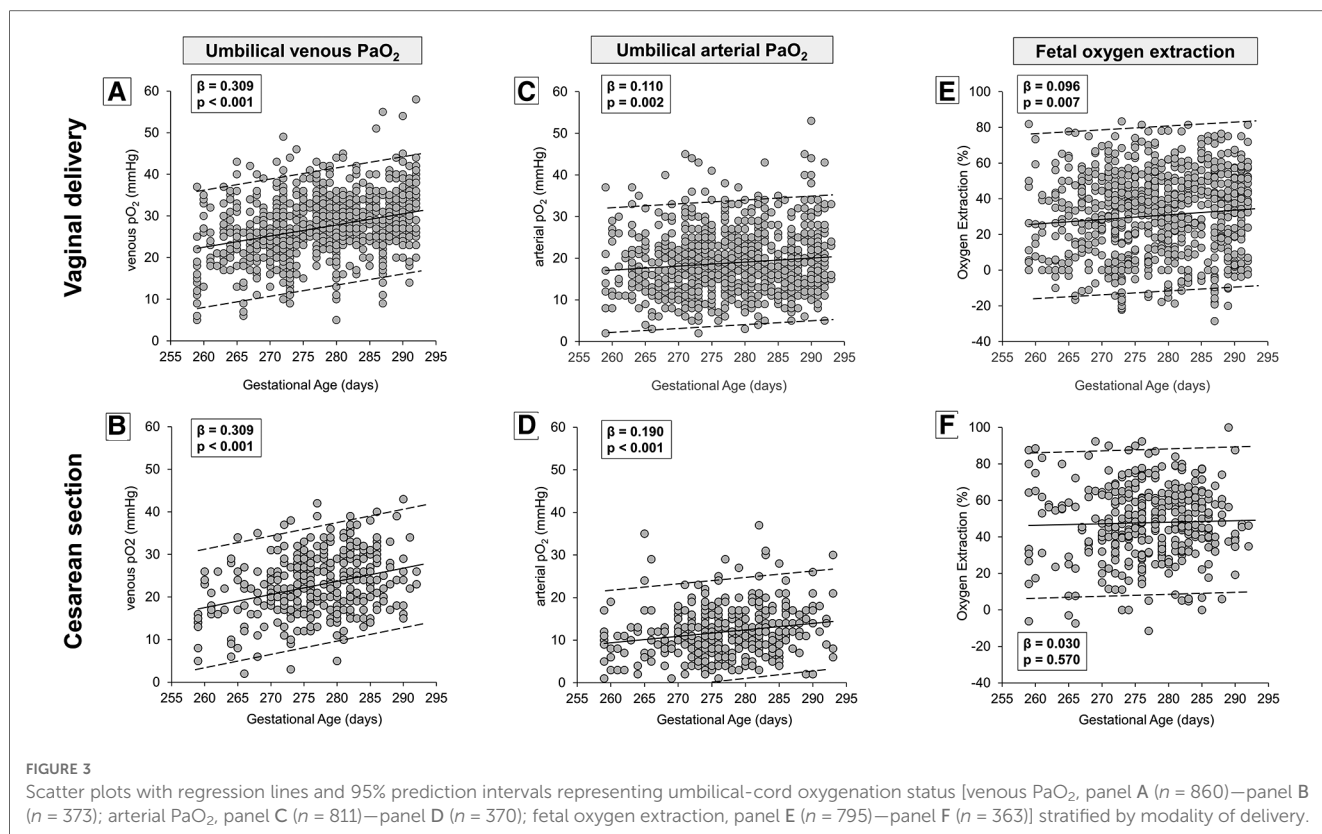 Umbilical venous PaO₂
Umbilical arterial PaO₂
Fetal oxygen extraction
Vaginal delivery
A
β = 0.309
p < 0.001
venous pO₂ (mmHg)
60
50
40
30
20
10
0
255 260 265 270 275 280 285 290 295
Gestational Age (days)
C
β = 0.110
p = 0.002
arterial pO₂ (mmHg)
60
50
40
30
20
10
0
255 260 265 270 275 280 285 290 295
Gestational Age (days)
E
β = 0.096
p = 0.007
Oxygen Extraction (%)
100
80
60
40
20
0
-20
-40
255 260 265 270 275 280 285 290 295
Gestational Age (days)
Cesarean section
B
β = 0.309
p < 0.001
venous pO2 (mmHg)
60
50
40
30
20
10
0
255 260 265 270 275 280 285 290 295
Gestational Age (days)
D
β = 0.190
p < 0.001
arterial pO₂ (mmHg)
60
50
40
30
20
10
0
255 260 265 270 275 280 285 290 295
Gestational Age (days)
F
β = 0.030
p = 0.570
Oxygen Extraction (%)
100
80
60
40
20
0
-20
-40
255 260 265 270 275 280 285 290 295
Gestational Age (days)
FIGURE 3
Scatter plots with regression lines and 95% prediction intervals representing umbilical-cord oxygenation status [venous PaO₂, panel A (n = 860)—panel B
(n = 373); arterial PaO₂, panel C (n = 811)—panel D (n = 370); fetal oxygen extraction, panel E (n = 795)—panel F (n = 363)] stratified by modality of delivery.